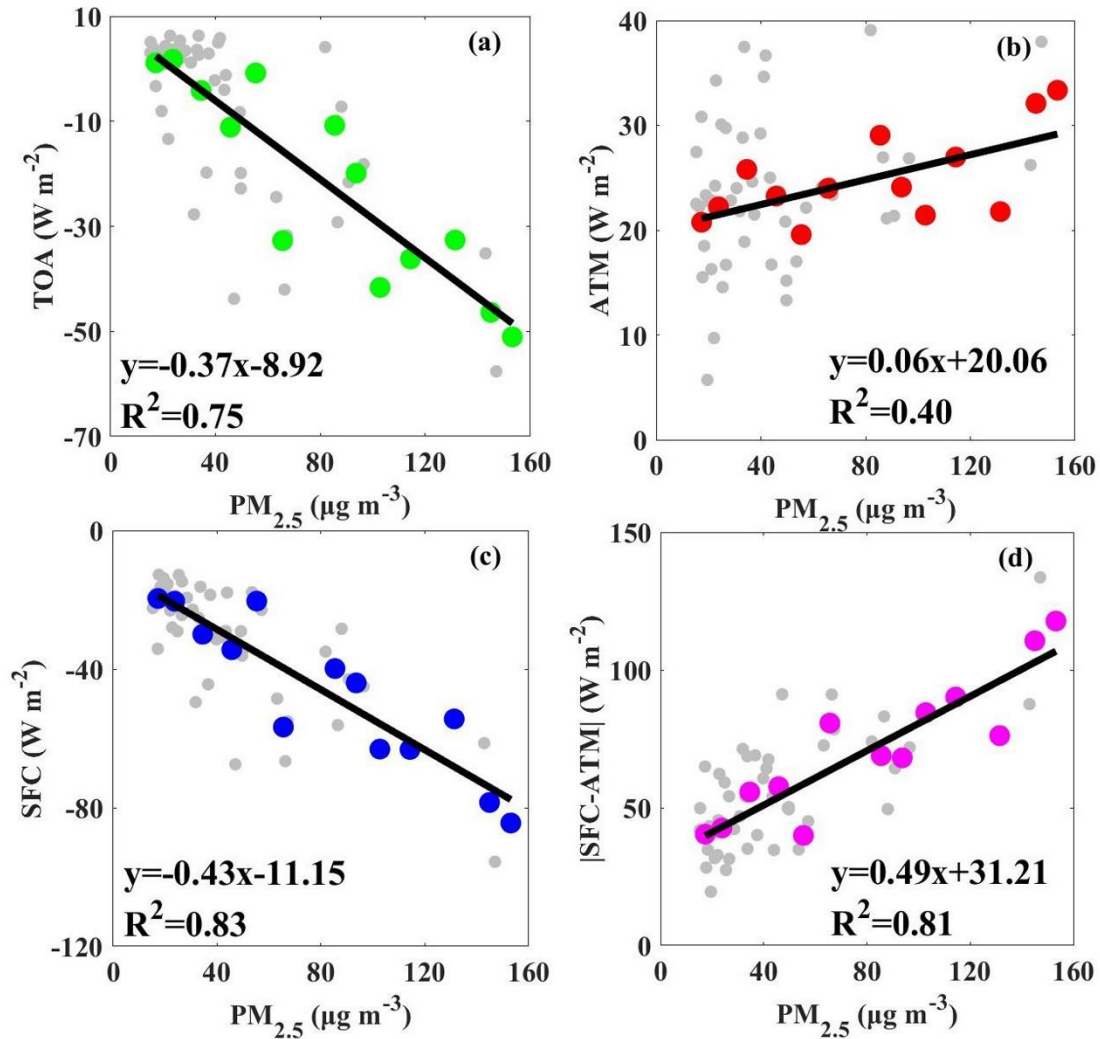 (a)
10
-10
-30
-50
-70
TOA (W m⁻²)
y=-0.37x-8.92
R²=0.75
0 40 80 120 160
PM₂.₅ (µg m⁻³)
(b)
40
30
20
10
0
ATM (W m⁻²)
y=0.06x+20.06
R²=0.40
0 40 80 120 160
PM₂.₅ (µg m⁻³)
(c)
-0
-40
-80
-120
SFC (W m⁻²)
y=-0.43x-11.15
R²=0.83
0 40 80 120 160
PM₂.₅ (µg m⁻³)
(d)
150
100
50
0
|SFC-ATM| (W m⁻²)
y=0.49x+31.21
R²=0.81
0 40 80 120 160
PM₂.₅ (µg m⁻³)